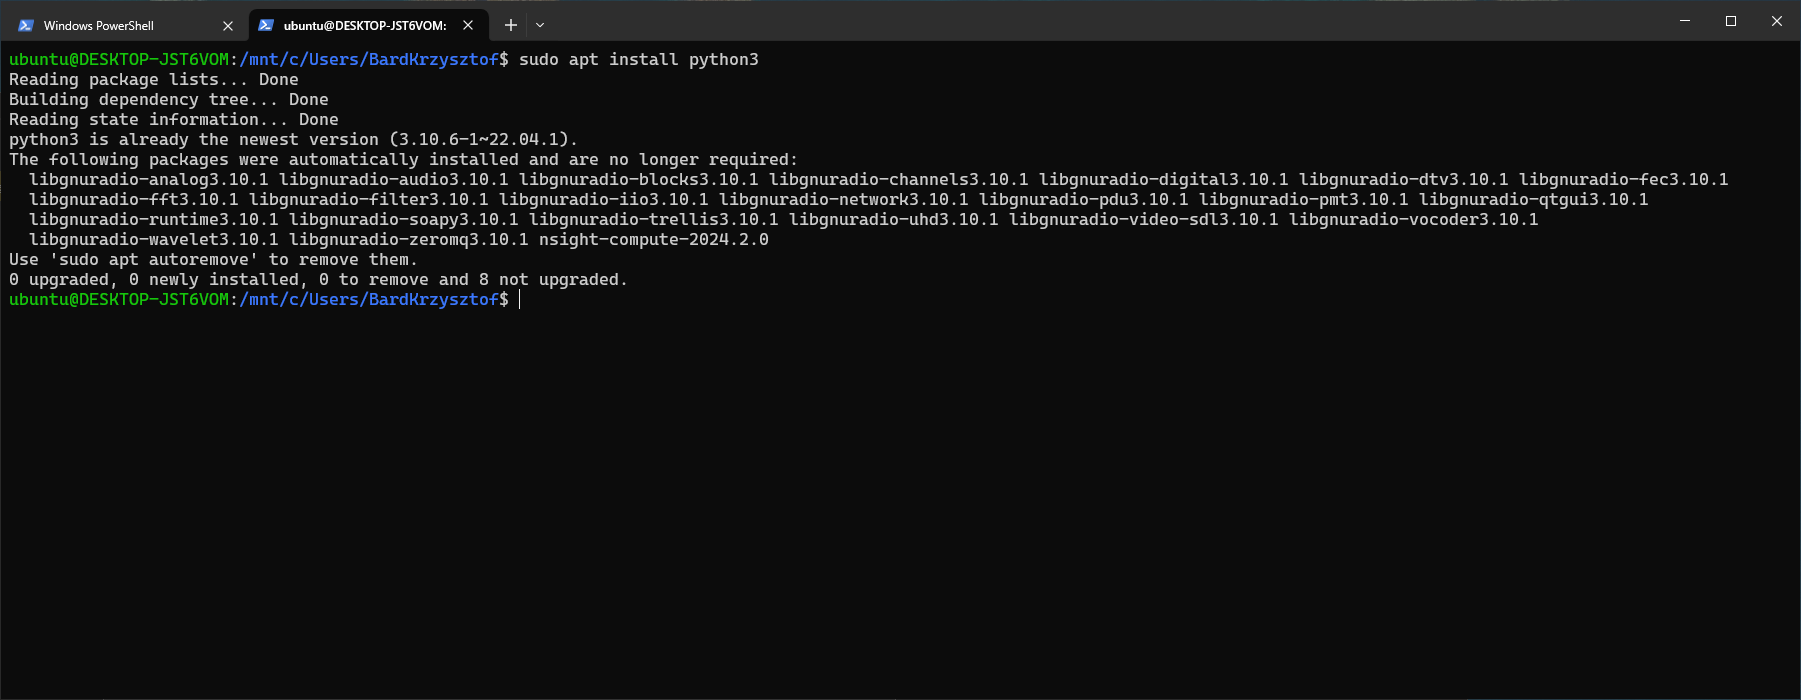 Windows PowerShell
ubuntu@DESKTOP-JST6VOM:
ubuntu@DESKTOP-JST6VOM:/mnt/c/Users/BardKrzysztof$ sudo apt install python3
Reading package lists... Done
Building dependency tree... Done
Reading state information... Done
python3 is already the newest version (3.10.6-1~22.04.1).
The following packages were automatically installed and are no longer required:
  libgnuradio-analog3.10.1 libgnuradio-audio3.10.1 libgnuradio-blocks3.10.1 libgnuradio-channels3.10.1 libgnuradio-digital3.10.1 libgnuradio-dtv3.10.1 libgnuradio-fec3.10.1
  libgnuradio-fft3.10.1 libgnuradio-filter3.10.1 libgnuradio-iio3.10.1 libgnuradio-network3.10.1 libgnuradio-pdu3.10.1 libgnuradio-pmt3.10.1 libgnuradio-qtgui3.10.1
  libgnuradio-runtime3.10.1 libgnuradio-soapy3.10.1 libgnuradio-trellis3.10.1 libgnuradio-uhd3.10.1 libgnuradio-video-sdl3.10.1 libgnuradio-vocoder3.10.1
  libgnuradio-wavelet3.10.1 libgnuradio-zeromq3.10.1 nsight-compute-2024.2.0
Use 'sudo apt autoremove' to remove them.
0 upgraded, 0 newly installed, 0 to remove and 8 not upgraded.
ubuntu@DESKTOP-JST6VOM:/mnt/c/Users/BardKrzysztof$